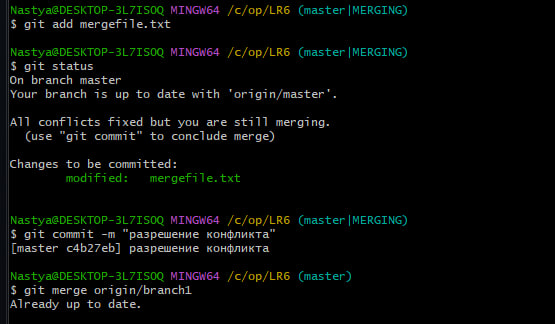 Nastya@DESKTOP-3L7ISOQ MINGW64 /c/op/LR6 (master|MERGING)
$ git add mergefile.txt
Nastya@DESKTOP-3L7ISOQ MINGW64 /c/op/LR6 (master|MERGING)
$ git status
On branch master
Your branch is up to date with 'origin/master'.
All conflicts fixed but you are still merging.
(use "git commit" to conclude merge)
Changes to be committed:
modified:   mergefile.txt
Nastya@DESKTOP-3L7ISOQ MINGW64 /c/op/LR6 (master|MERGING)
$ git commit -m "разрешение конфликта"
[master c4b27eb] разрешение конфликта
Nastya@DESKTOP-3L7ISOQ MINGW64 /c/op/LR6 (master)
$ git merge origin/branch1
Already up to date.